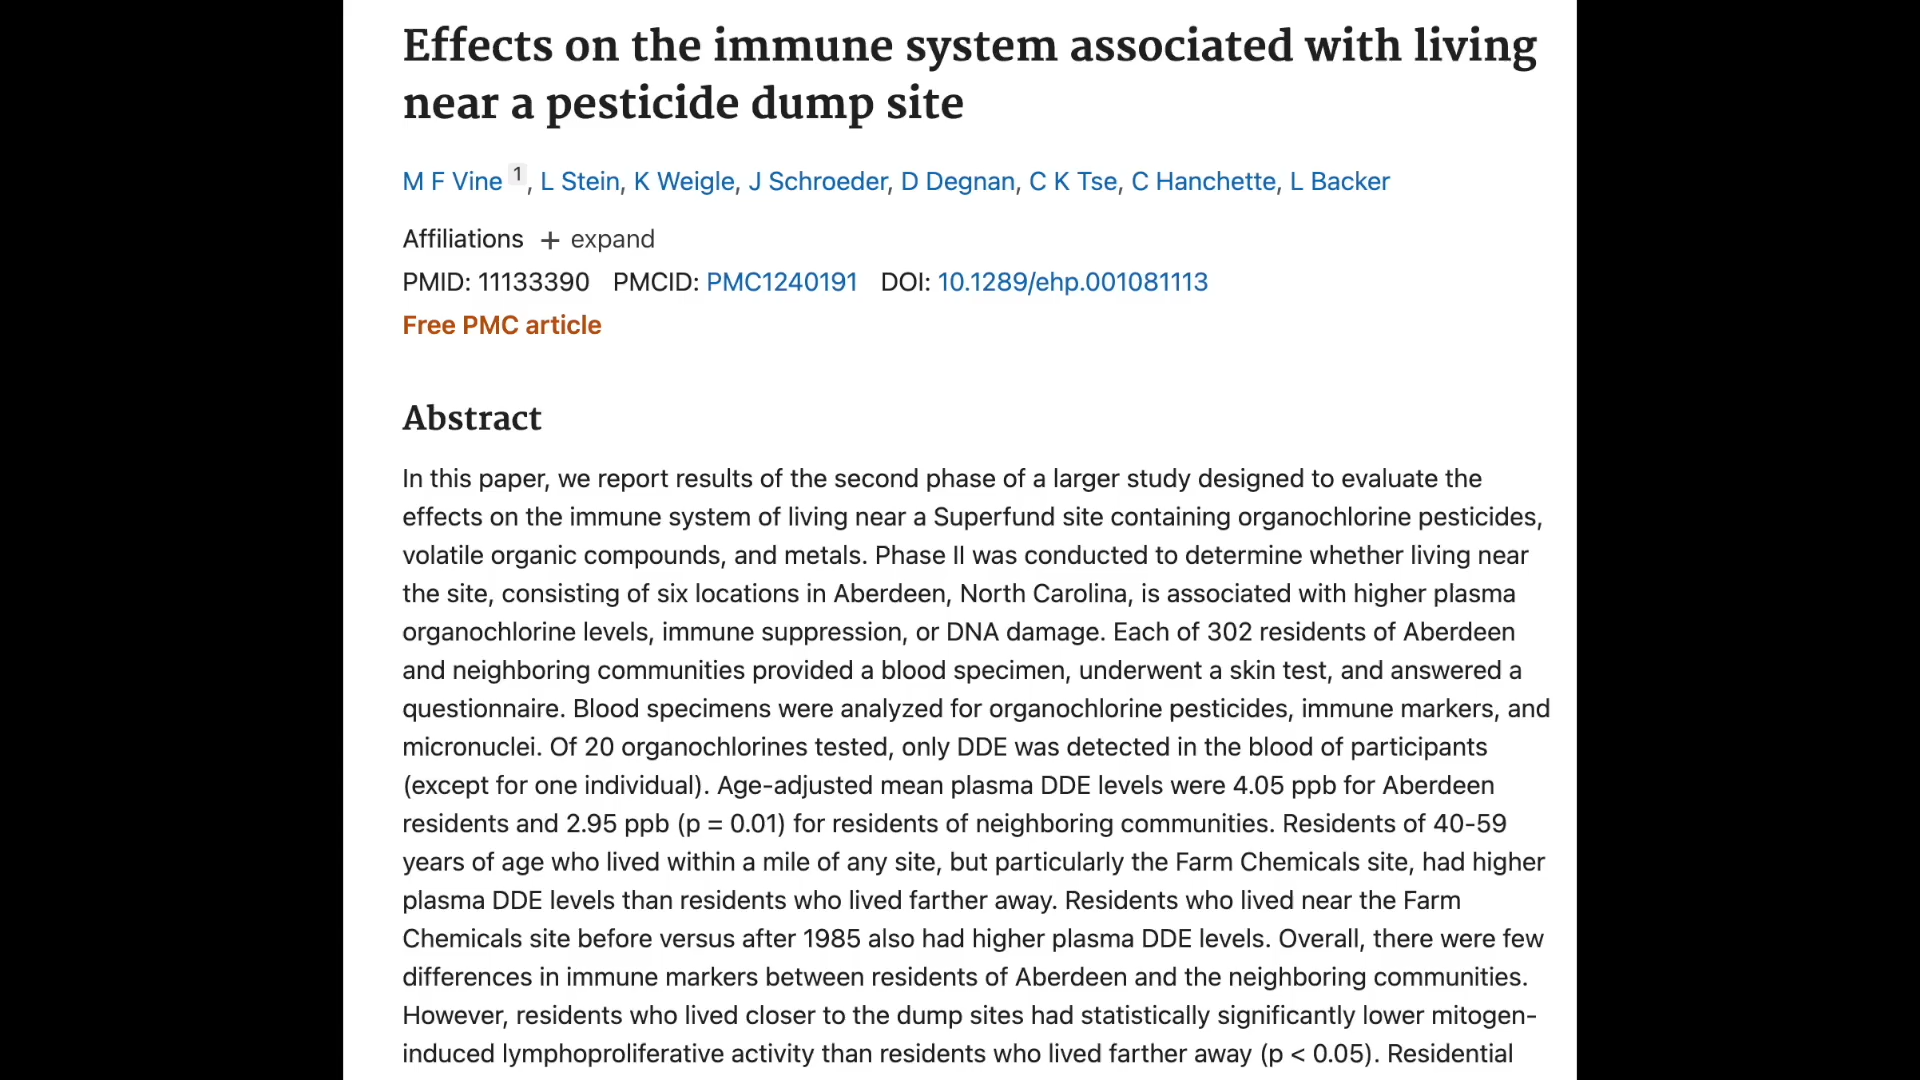 Effects on the immune system associated with living
near a pesticide dump site
M F Vine 1, L Stein, K Weigle, J Schroeder, D Degnan, C K Tse, C Hanchette, L Backer
Affiliations + expand
PMID: 11133390 PMCID: PMC1240191 DOI: 10.1289/ehp.001081113
Free PMC article
Abstract
In this paper, we report results of the second phase of a larger study designed to evaluate the
effects on the immune system of living near a Superfund site containing organochlorine pesticides,
volatile organic compounds, and metals. Phase II was conducted to determine whether living near
the site, consisting of six locations in Aberdeen, North Carolina, is associated with higher plasma
organochlorine levels, immune suppression, or DNA damage. Each of 302 residents of Aberdeen
and neighboring communities provided a blood specimen, underwent a skin test, and answered a
questionnaire. Blood specimens were analyzed for organochlorine pesticides, immune markers, and
micronuclei. Of 20 organochlorines tested, only DDE was detected in the blood of participants
(except for one individual). Age-adjusted mean plasma DDE levels were 4.05 ppb for Aberdeen
residents and 2.95 ppb (p = 0.01) for residents of neighboring communities. Residents of 40-59
years of age who lived within a mile of any site, but particularly the Farm Chemicals site, had higher
plasma DDE levels than residents who lived farther away. Residents who lived near the Farm
Chemicals site before versus after 1985 also had higher plasma DDE levels. Overall, there were few
differences in immune markers between residents of Aberdeen and the neighboring communities.
However, residents who lived closer to the dump sites had statistically significantly lower mitogen-
induced lymphoproliferative activity than residents who lived farther away (p < 0.05). Residential